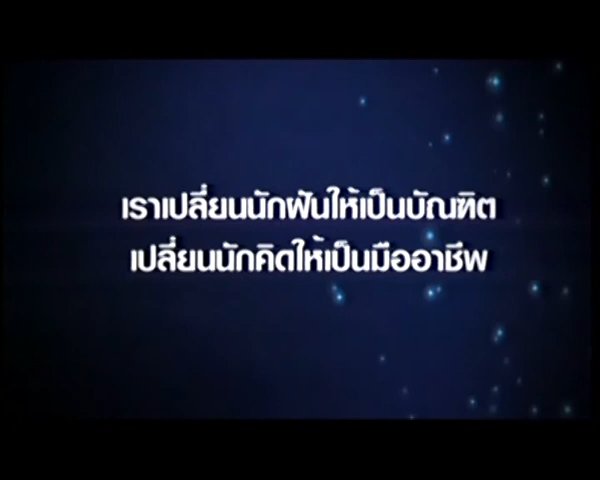 เราเปลี่ยนนักฝันให้เป็นบัณฑิต
เปลี่ยนนักคิดให้เป็นมืออาชีพ